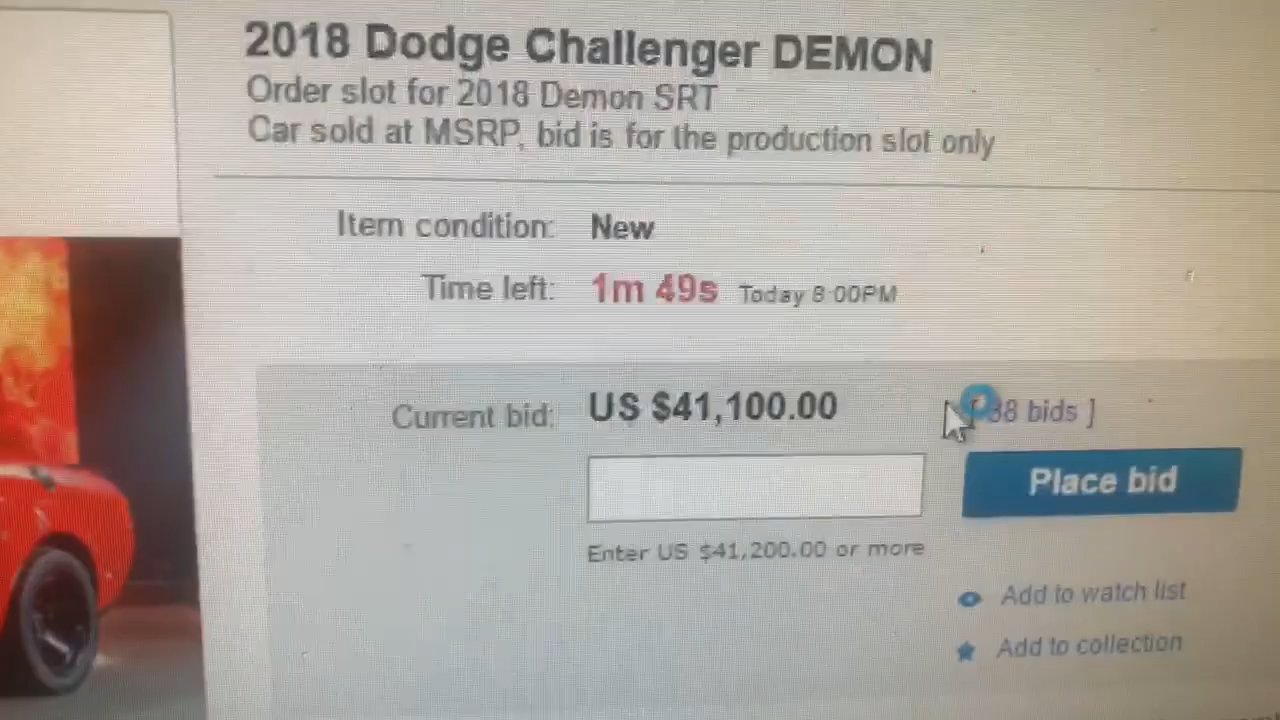 2018 Dodge Challenger DEMON
Order slot for 2018 Demon SRT
Car sold at MSRP, bid is for the production slot only
Item condition: New
Time left: 1m 49s Today 8:00PM
Current bid: US $41,100.00 [ 38 bids ]
Place bid
Enter US $41,200.00 or more
Add to watch list
Add to collection